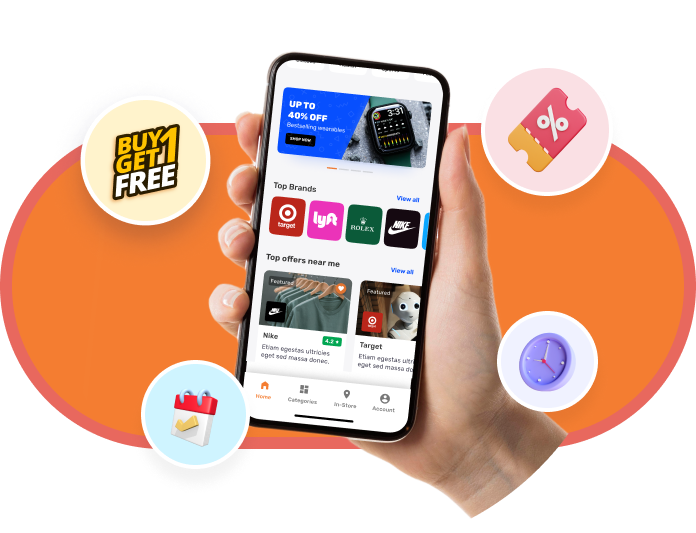 BUY 1
GET
FREE
%
UP TO
40% OFF
Bestselling wearables
SHOP NOW
3:31
Top Brands
View all
target
lyft
ROLEX
NIKE
Top offers near me
View all
Featured
Featured
Nike
4.2 ★
Etiam egestas ultricies
eget sed massa donec.
Target
Etiam egestas ultricies
eget sed massa do
Home
Categories
In-Store
Account